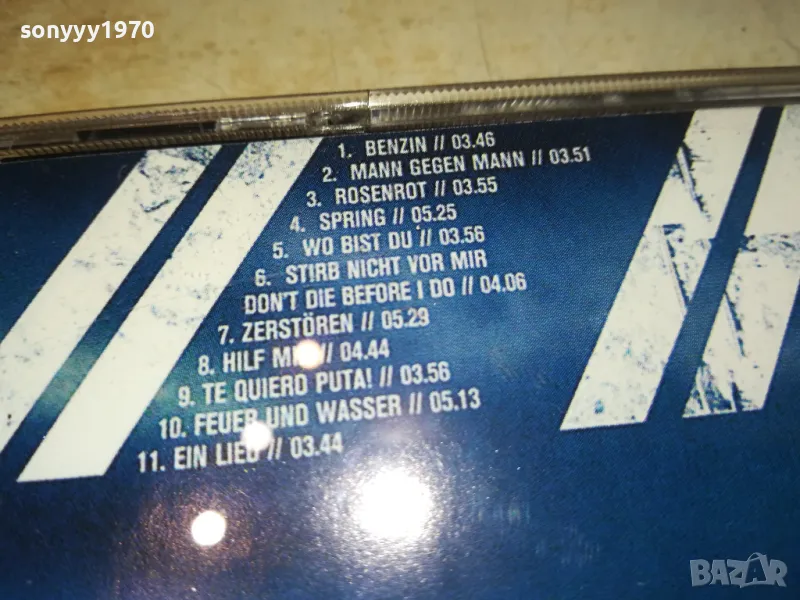 sonyyy1970
1. BENZIN // 03.46
2. MANN GEGEN MANN // 03.51
3. ROSENROT // 03.55
4. SPRING // 05.25
5. WO BIST DU // 03.56
6. STIRB NICHT VOR MIR
DON'T DIE BEFORE I DO // 04.06
7. ZERSTÖREN // 05.29
8. HILF // 04.44
9. TE QUIERO PUTA! // 03.56
10. FEUER UND WASSER // 05.13
11. EIN LIED // 03.44
BAZAR